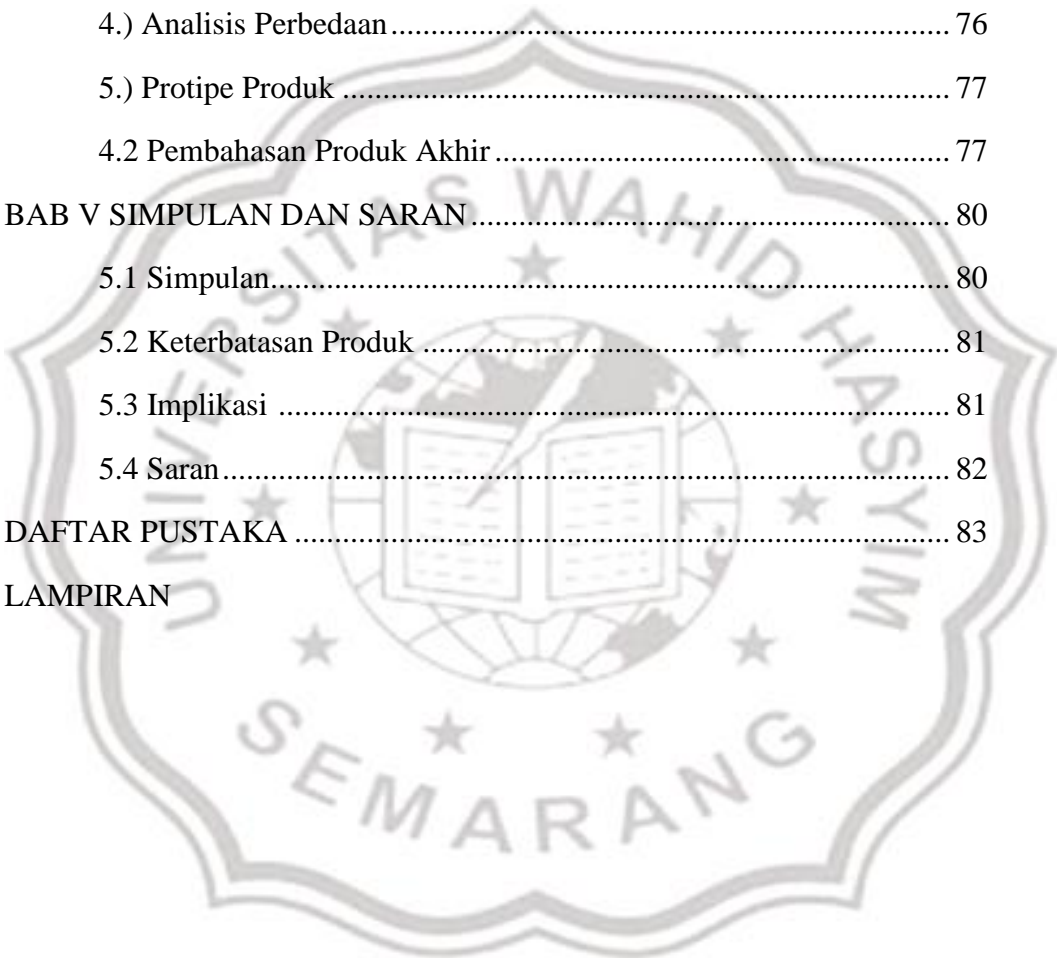 4.) Analisis Perbedaan ........................................................................ 76
5.) Protipe Produk .............................................................................. 77
4.2 Pembahasan Produk Akhir .......................................................... 77
BAB V SIMPULAN DAN SARAN ............................................................. 80
5.1 Simpulan....................................................................................... 80
5.2 Keterbatasan Produk .................................................................... 81
5.3 Implikasi ...................................................................................... 81
5.4 Saran ............................................................................................. 82
DAFTAR PUSTAKA .................................................................................... 83
LAMPIRAN
UNIVERSITAS WAHID HASYIM
SEMARANG